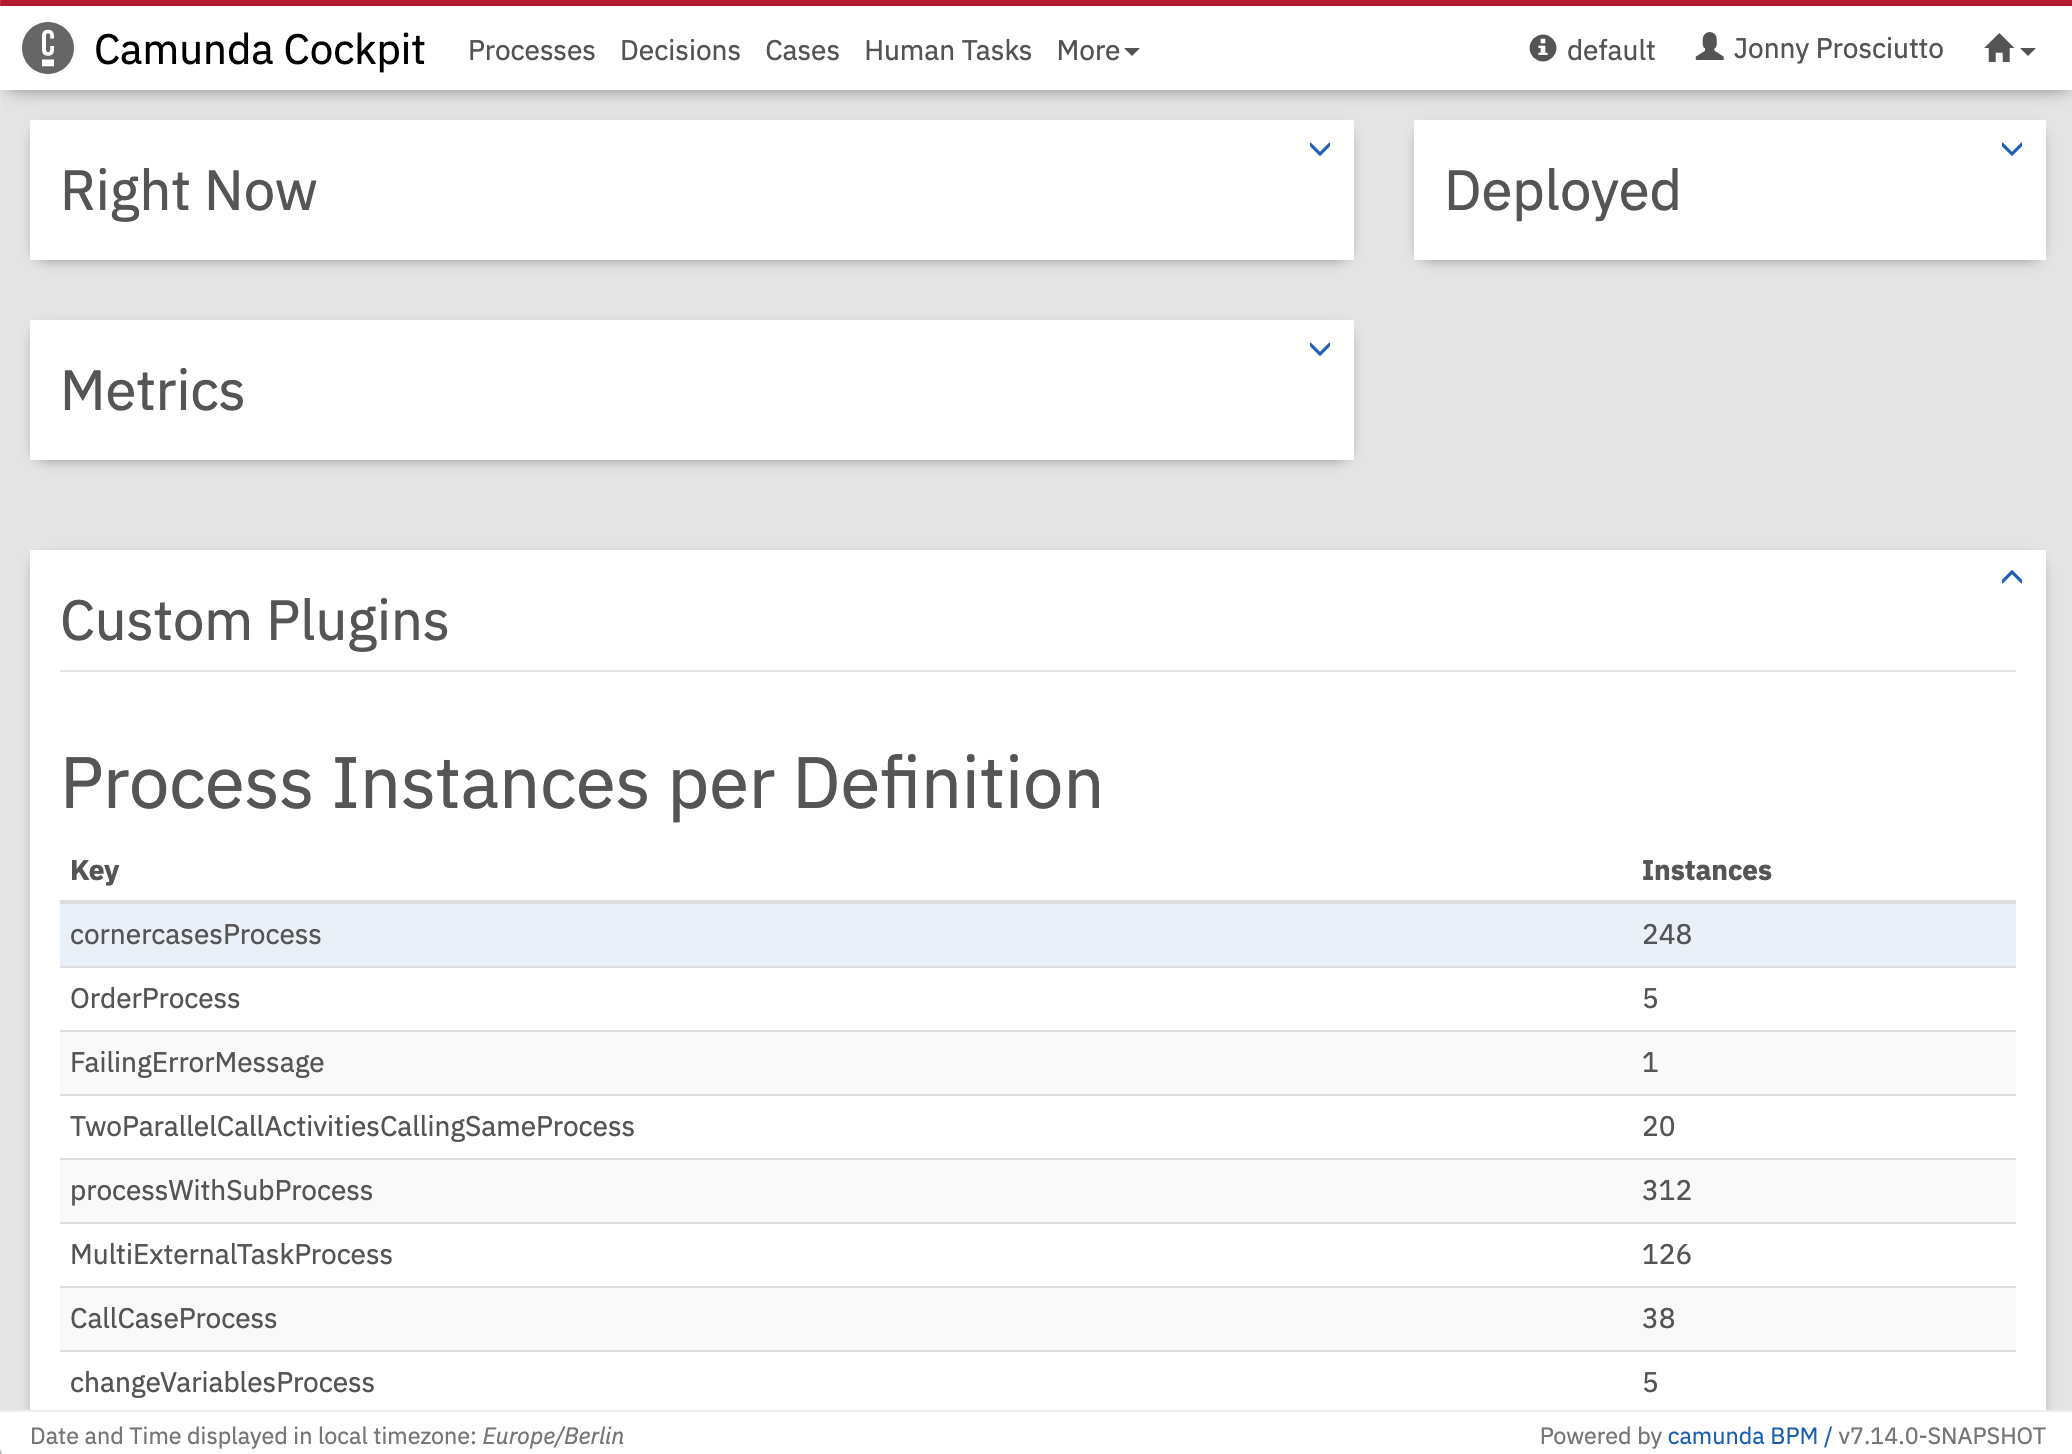 Camunda Cockpit Processes Decisions Cases Human Tasks More default Jonny Prosciutto
Right Now
Deployed
Metrics
Custom Plugins
Process Instances per Definition
Key Instances
cornercasesProcess 248
OrderProcess 5
FailingErrorMessage 1
TwoParallelCallActivitiesCallingSameProcess 20
processWithSubProcess 312
MultiExternalTaskProcess 126
CallCaseProcess 38
changeVariablesProcess 5
Date and Time displayed in local timezone: Europe/Berlin Powered by camunda BPM / v7.14.0-SNAPSHOT